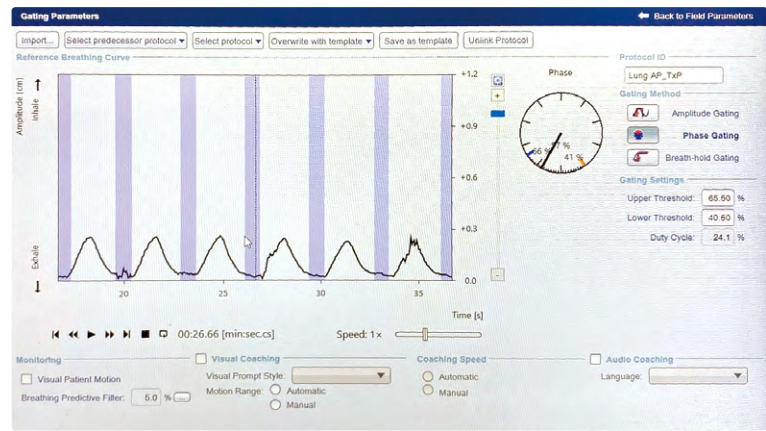 Gating Parameters
Back to Field Parameters
Import...
Select predecessor protocol
Select protocol
Overwrite with template
Save as template
Unlink Protocol
Reference Breathing Curve
Protocol ID
Lung AP_TxP
Amplitude [cm]
Inhale
Exhale
+1.2
+0.9
+0.6
+0.3
0.0
20
25
30
35
Time [s]
+
-
Phase
66 %
57 %
41 %
Gating Method
Amplitude Gating
Phase Gating
Breath-hold Gating
Gating Settings
Upper Threshold: 65.60 %
Lower Threshold: 40.60 %
Duty Cycle: 24.1 %
00:26.66 [min:sec.cs]
Speed: 1×
Monitoring
Visual Patient Motion
Breathing Predictive Filter: 5.0 % ...
Visual Coaching
Visual Prompt Style:
Motion Range: Automatic
Manual
Coaching Speed
Automatic
Manual
Audio Coaching
Language: